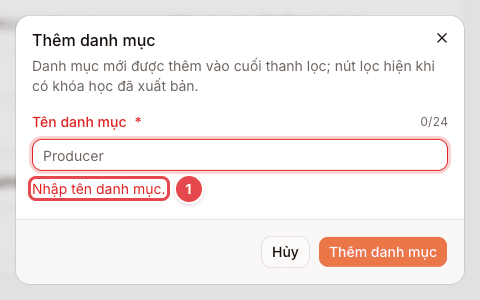 Thêm danh mục
Danh mục mới được thêm vào cuối thanh lọc; nút lọc hiện khi
có khóa học đã xuất bản.
Tên danh mục * 0/24
Producer
Nhập tên danh mục. 1
Hủy Thêm danh mục